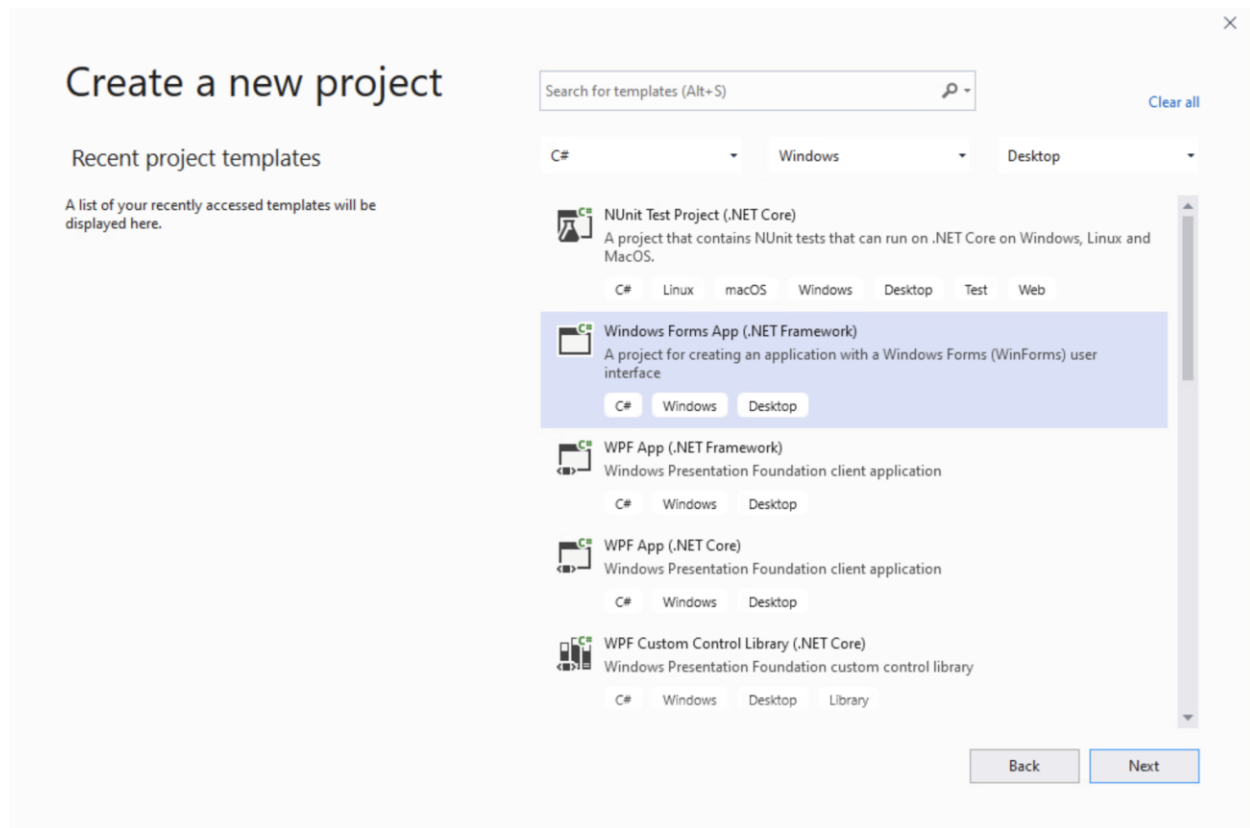 Create a new project
Search for templates (Alt+S)
Clear all
Recent project templates
C#
Windows
Desktop
A list of your recently accessed templates will be
displayed here.
C#
NUnit Test Project (.NET Core)
A project that contains NUnit tests that can run on .NET Core on Windows, Linux and
MacOS.
C# Linux macOS Windows Desktop Test Web
C#
Windows Forms App (.NET Framework)
A project for creating an application with a Windows Forms (WinForms) user
interface
C# Windows Desktop
C#
WPF App (.NET Framework)
Windows Presentation Foundation client application
C# Windows Desktop
C#
WPF App (.NET Core)
Windows Presentation Foundation client application
C# Windows Desktop
C#
WPF Custom Control Library (.NET Core)
Windows Presentation Foundation custom control library
C# Windows Desktop Library
Back
Next